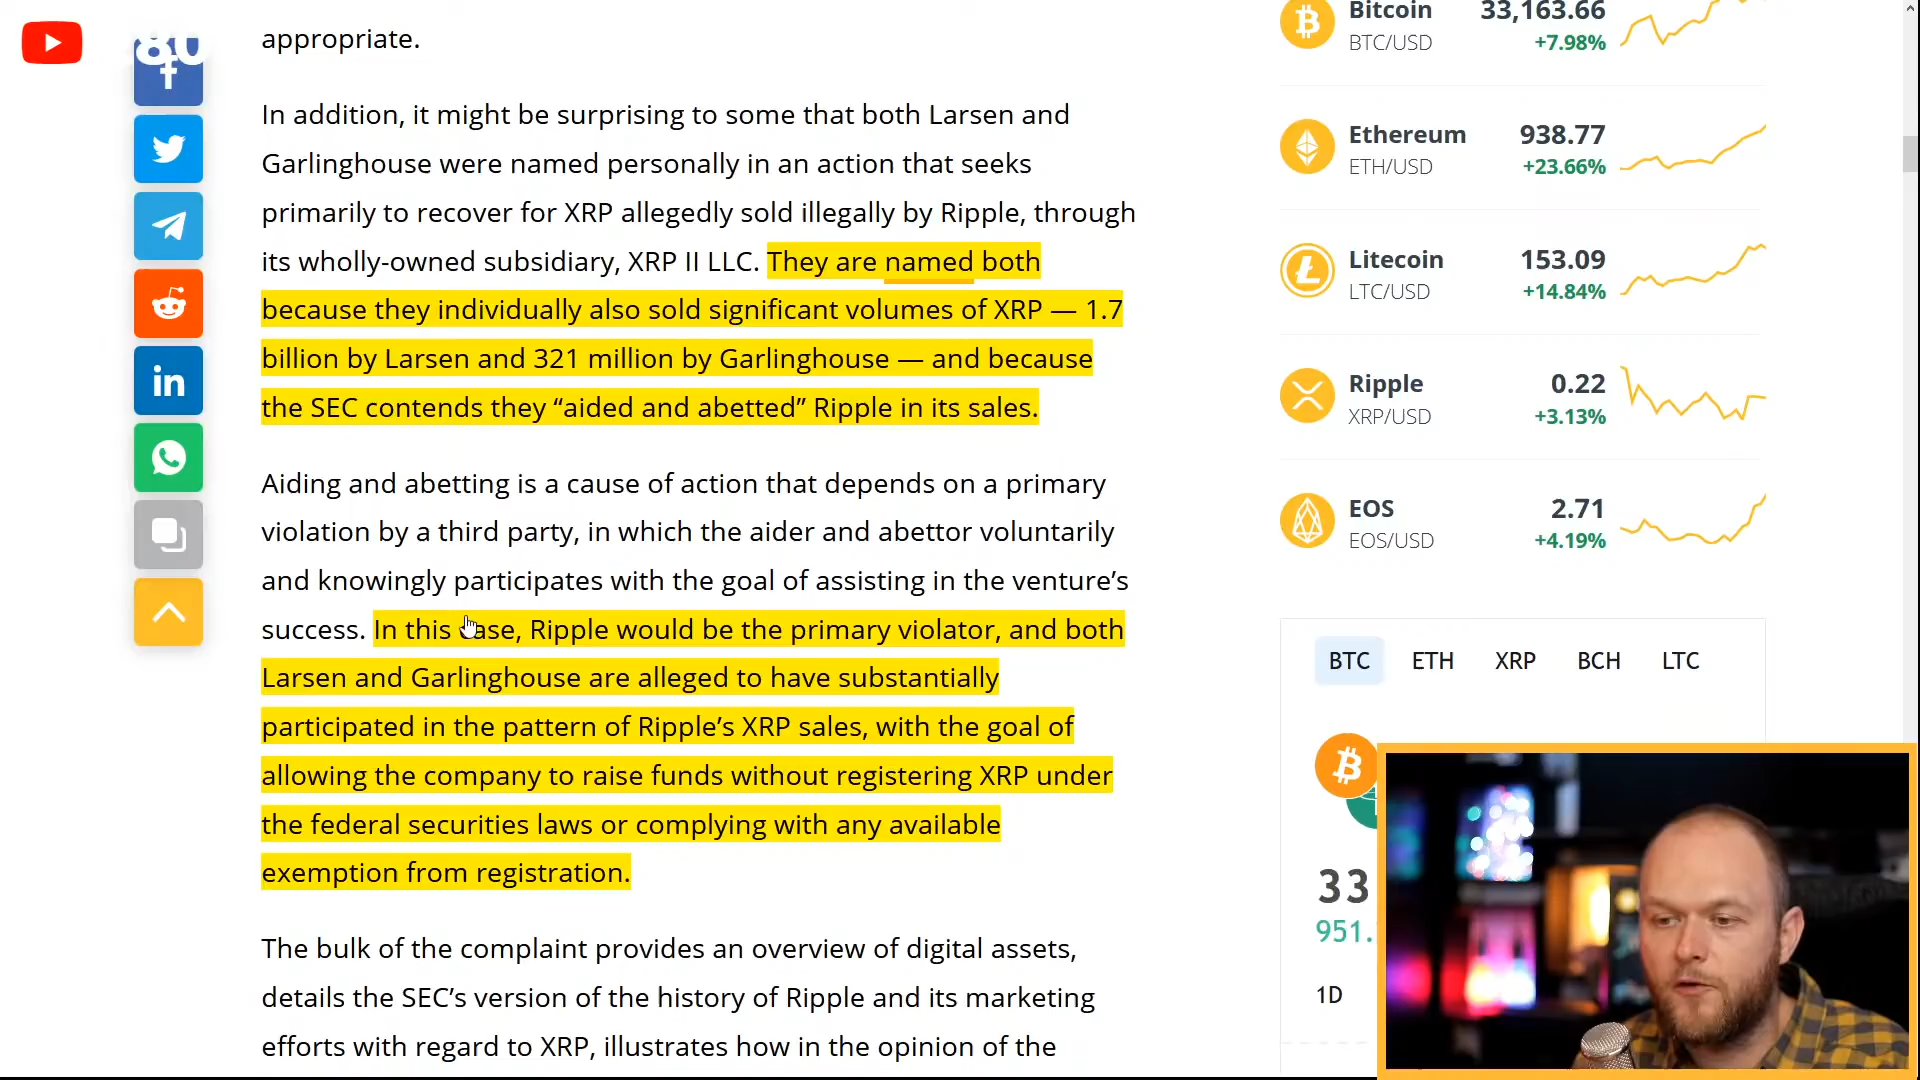 80
appropriate.
In addition, it might be surprising to some that both Larsen and
Garlinghouse were named personally in an action that seeks
primarily to recover for XRP allegedly sold illegally by Ripple, through
its wholly-owned subsidiary, XRP II LLC. They are named both
because they individually also sold significant volumes of XRP — 1.7
billion by Larsen and 321 million by Garlinghouse — and because
the SEC contends they “aided and abetted” Ripple in its sales.
Aiding and abetting is a cause of action that depends on a primary
violation by a third party, in which the aider and abettor voluntarily
and knowingly participates with the goal of assisting in the venture’s
success. In this case, Ripple would be the primary violator, and both
Larsen and Garlinghouse are alleged to have substantially
participated in the pattern of Ripple’s XRP sales, with the goal of
allowing the company to raise funds without registering XRP under
the federal securities laws or complying with any available
exemption from registration.
The bulk of the complaint provides an overview of digital assets,
details the SEC’s version of the history of Ripple and its marketing
efforts with regard to XRP, illustrates how in the opinion of the
Bitcoin 33,163.66
BTC/USD +7.98%
Ethereum 938.77
ETH/USD +23.66%
Litecoin 153.09
LTC/USD +14.84%
Ripple 0.22
XRP/USD +3.13%
EOS 2.71
EOS/USD +4.19%
BTC ETH XRP BCH LTC
33
951.
1D